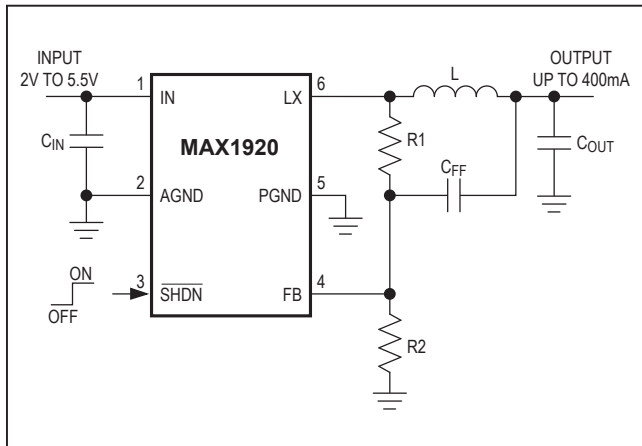 INPUT
2V TO 5.5V
OUTPUT
UP TO 400mA
1
IN
LX
6
L
CIN
MAX1920
R1
COUT
CFF
2
AGND
PGND
5
ON
OFF
3
SHDN
FB
4
R2